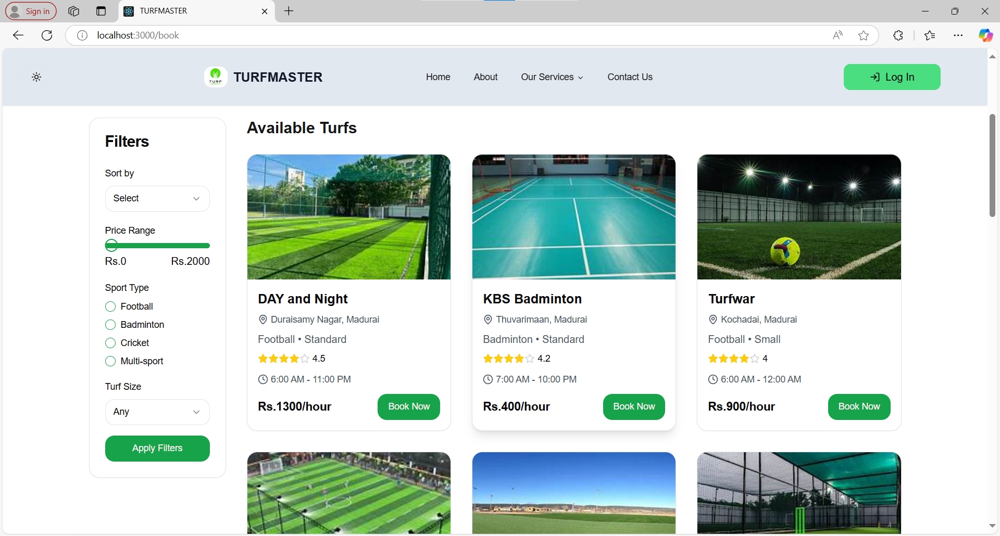 Sign in
TURFMASTER
localhost:3000/book
TURF
TURFMASTER
Home
About
Our Services
Contact Us
Log In
Filters
Sort by
Select
Price Range
Rs.0
Rs.2000
Sport Type
Football
Badminton
Cricket
Multi-sport
Turf Size
Any
Apply Filters
Available Turfs
DAY and Night
Duraisamy Nagar, Madurai
Football • Standard
4.5
6:00 AM - 11:00 PM
Rs.1300/hour
Book Now
KBS Badminton
Thuvarimaan, Madurai
Badminton • Standard
4.2
7:00 AM - 10:00 PM
Rs.400/hour
Book Now
Turfwar
Kochadai, Madurai
Football • Small
4
6:00 AM - 12:00 AM
Rs.900/hour
Book Now